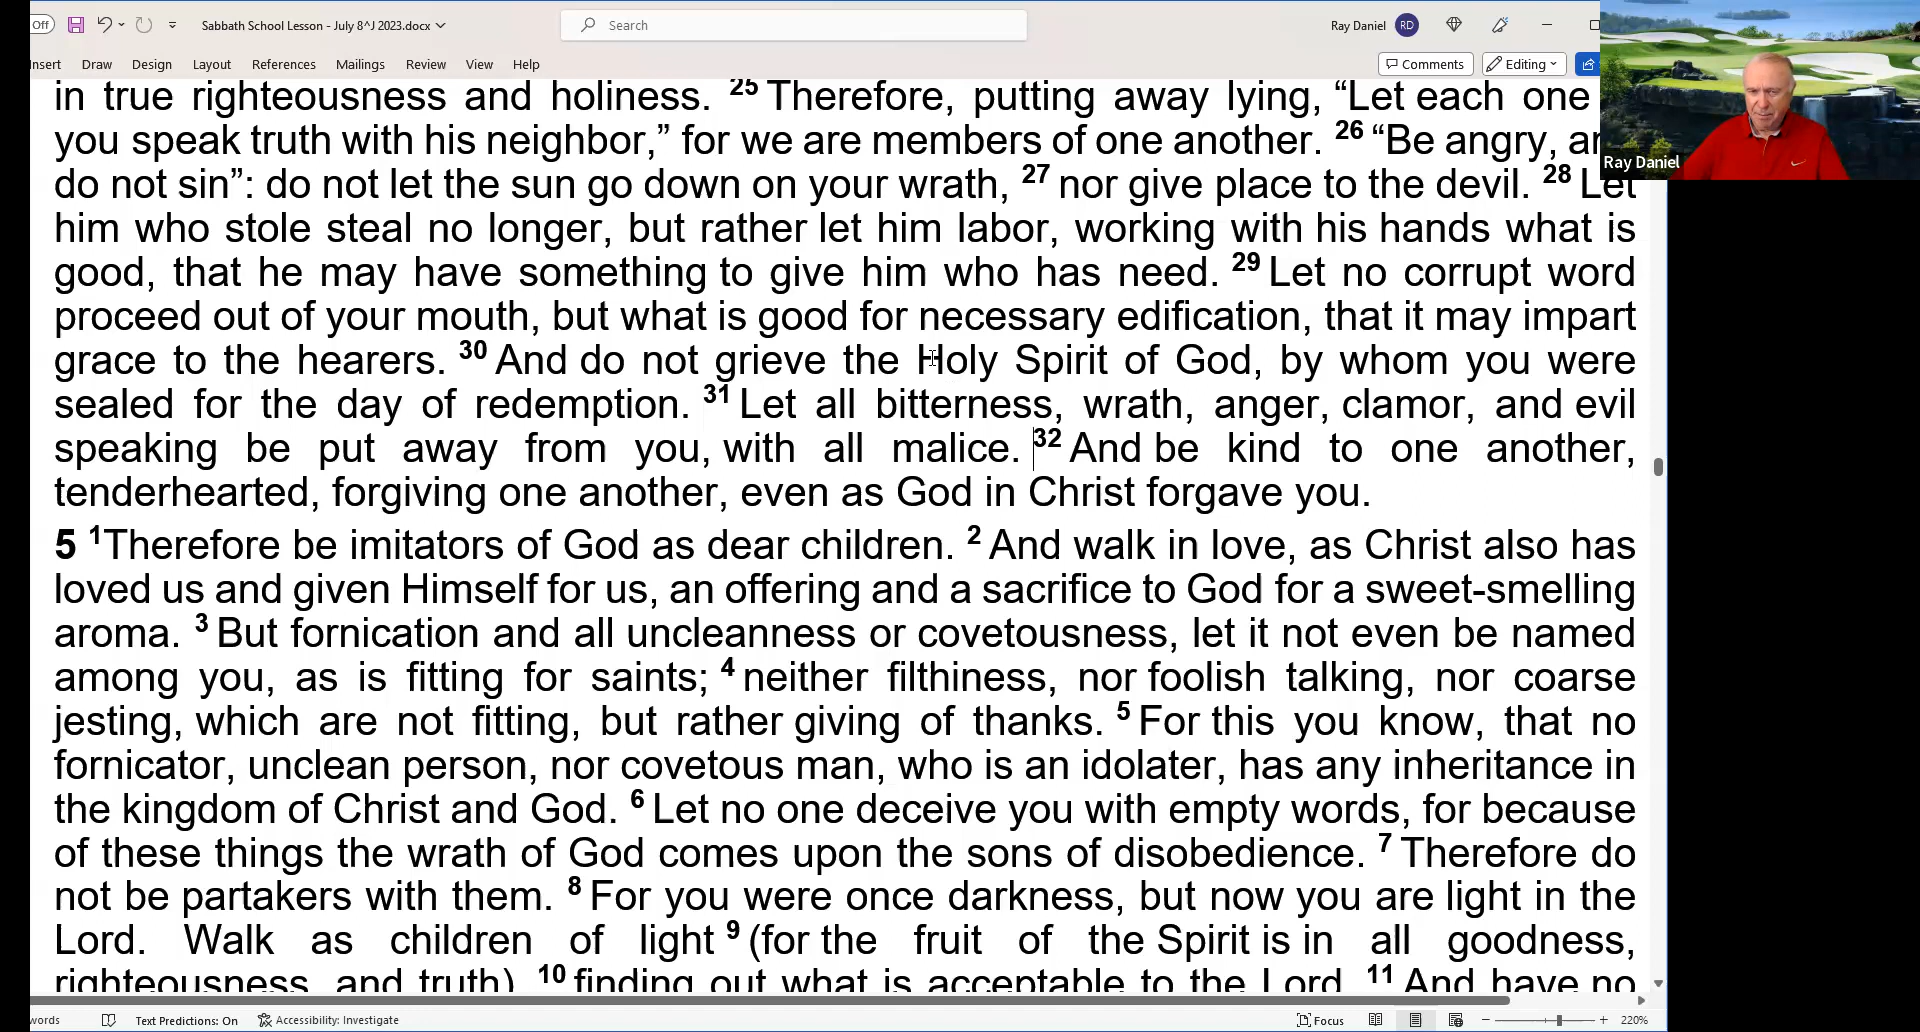 Off
Sabbath School Lesson - July 8^J 2023.docx
Search
Ray Daniel RD
Insert Draw Design Layout References Mailings Review View Help
Comments Editing
in true righteousness and holiness. 25 Therefore, putting away lying, “Let each one
you speak truth with his neighbor,” for we are members of one another. 26 “Be angry,
Ray Daniel
do not sin”: do not let the sun go down on your wrath, 27 nor give place to the devil. 28 Let
him who stole steal no longer, but rather let him labor, working with his hands what is
good, that he may have something to give him who has need. 29 Let no corrupt word
proceed out of your mouth, but what is good for necessary edification, that it may impart
grace to the hearers. 30 And do not grieve the Holy Spirit of God, by whom you were
sealed for the day of redemption. 31 Let all bitterness, wrath, anger, clamor, and evil
speaking be put away from you, with all malice. 32 And be kind to one another,
tenderhearted, forgiving one another, even as God in Christ forgave you.
5 1Therefore be imitators of God as dear children. 2 And walk in love, as Christ also has
loved us and given Himself for us, an offering and a sacrifice to God for a sweet-smelling
aroma. 3 But fornication and all uncleanness or covetousness, let it not even be named
among you, as is fitting for saints; 4 neither filthiness, nor foolish talking, nor coarse
jesting, which are not fitting, but rather giving of thanks. 5 For this you know, that no
fornicator, unclean person, nor covetous man, who is an idolater, has any inheritance in
the kingdom of Christ and God. 6 Let no one deceive you with empty words, for because
of these things the wrath of God comes upon the sons of disobedience. 7 Therefore do
not be partakers with them. 8 For you were once darkness, but now you are light in the
Lord. Walk as children of light 9 (for the fruit of the Spirit is in all goodness,
righteousness, and truth), 10 finding out what is acceptable to the Lord. 11 And have no
words Text Predictions: On Accessibility: Investigate Focus 220%